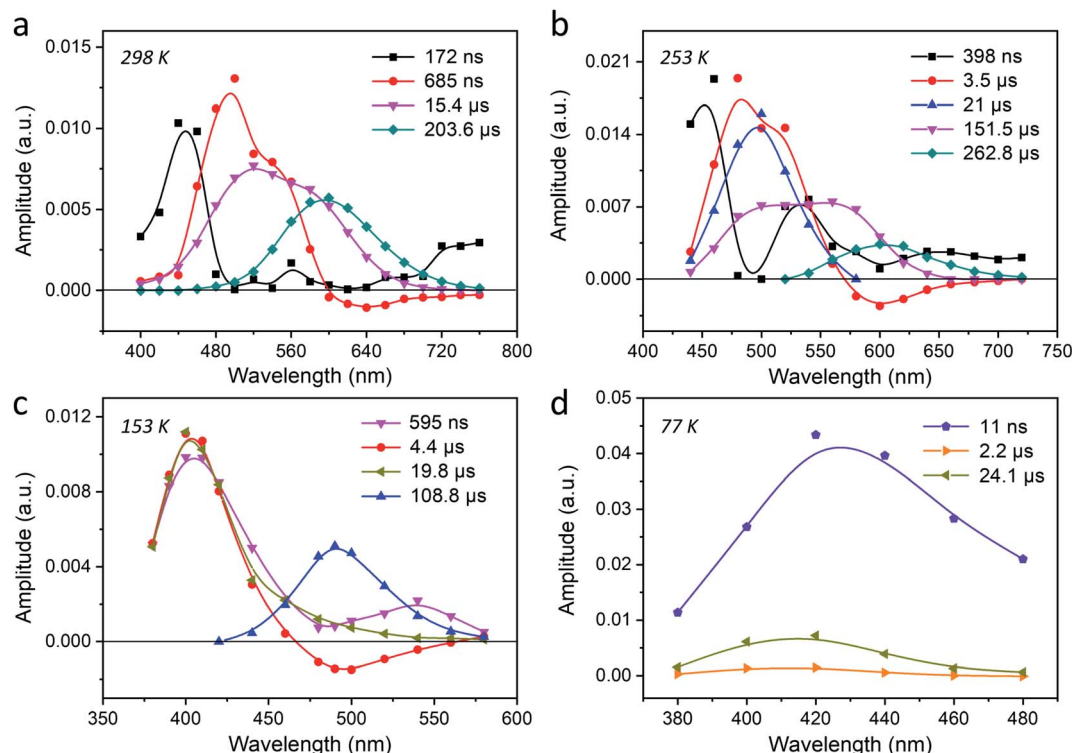 a
298 K
172 ns
685 ns
15.4 µs
203.6 µs
0.015
0.010
0.005
0.000
Amplitude (a.u.)
400 480 560 640 720 800
Wavelength (nm)
b
253 K
398 ns
3.5 µs
21 µs
151.5 µs
262.8 µs
0.021
0.014
0.007
0.000
Amplitude (a.u.)
400 450 500 550 600 650 700 750
Wavelength (nm)
c
153 K
595 ns
4.4 µs
19.8 µs
108.8 µs
0.012
0.008
0.004
0.000
Amplitude (a.u.)
350 400 450 500 550 600
Wavelength (nm)
d
77 K
11 ns
2.2 µs
24.1 µs
0.05
0.04
0.03
0.02
0.01
0.00
Amplitude (a.u.)
380 400 420 440 460 480
Wavelength (nm)